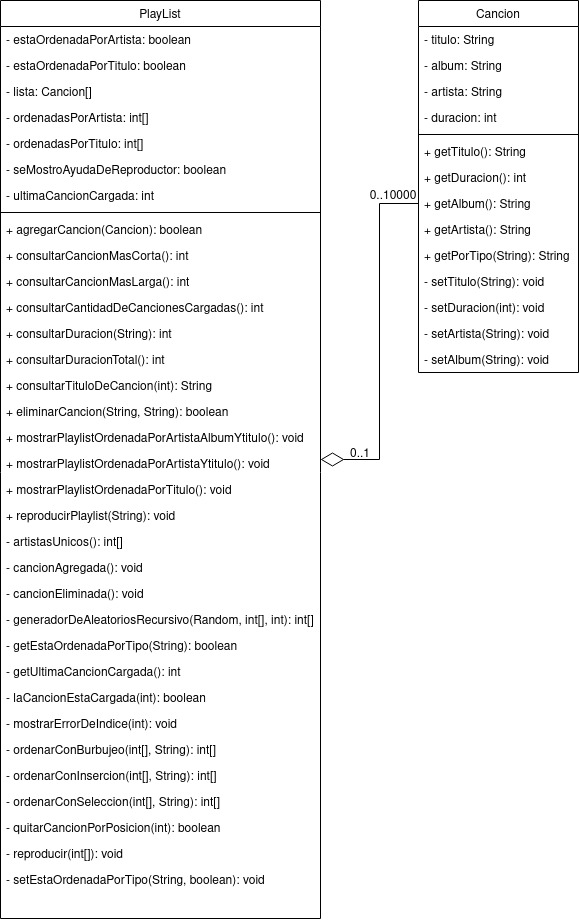 PlayList
- estaOrdenadaPorArtista: boolean
- estaOrdenadaPorTitulo: boolean
- lista: Cancion[]
- ordenadasPorArtista: int[]
- ordenadasPorTitulo: int[]
- seMostroAyudaDeReproductor: boolean
- ultimaCancionCargada: int
+ agregarCancion(Cancion): boolean
+ consultarCancionMasCorta(): int
+ consultarCancionMasLarga(): int
+ consultarCantidadDeCancionesCargadas(): int
+ consultarDuracion(String): int
+ consultarDuracionTotal(): int
+ consultarTituloDeCancion(int): String
+ eliminarCancion(String, String): boolean
+ mostrarPlaylistOrdenadaPorArtistaAlbumYtitulo(): void
+ mostrarPlaylistOrdenadaPorArtistaYtitulo(): void
+ mostrarPlaylistOrdenadaPorTitulo(): void
+ reproducirPlaylist(String): void
- artistasUnicos(): int[]
- cancionAgregada(): void
- cancionEliminada(): void
- generadorDeAleatoriosRecursivo(Random, int[], int): int[]
- getEstaOrdenadaPorTipo(String): boolean
- getUltimaCancionCargada(): int
- laCancionEstaCargada(int): boolean
- mostrarErrorDeIndice(int): void
- ordenarConBurbujeo(int[], String): int[]
- ordenarConInsercion(int[], String): int[]
- ordenarConSeleccion(int[], String): int[]
- quitarCancionPorPosicion(int): boolean
- reproducir(int[]): void
- setEstaOrdenadaPorTipo(String, boolean): void
0..1
0..10000
Cancion
- titulo: String
- album: String
- artista: String
- duracion: int
+ getTitulo(): String
+ getDuracion(): int
+ getAlbum(): String
+ getArtista(): String
+ getPorTipo(String): String
- setTitulo(String): void
- setDuracion(int): void
- setArtista(String): void
- setAlbum(String): void